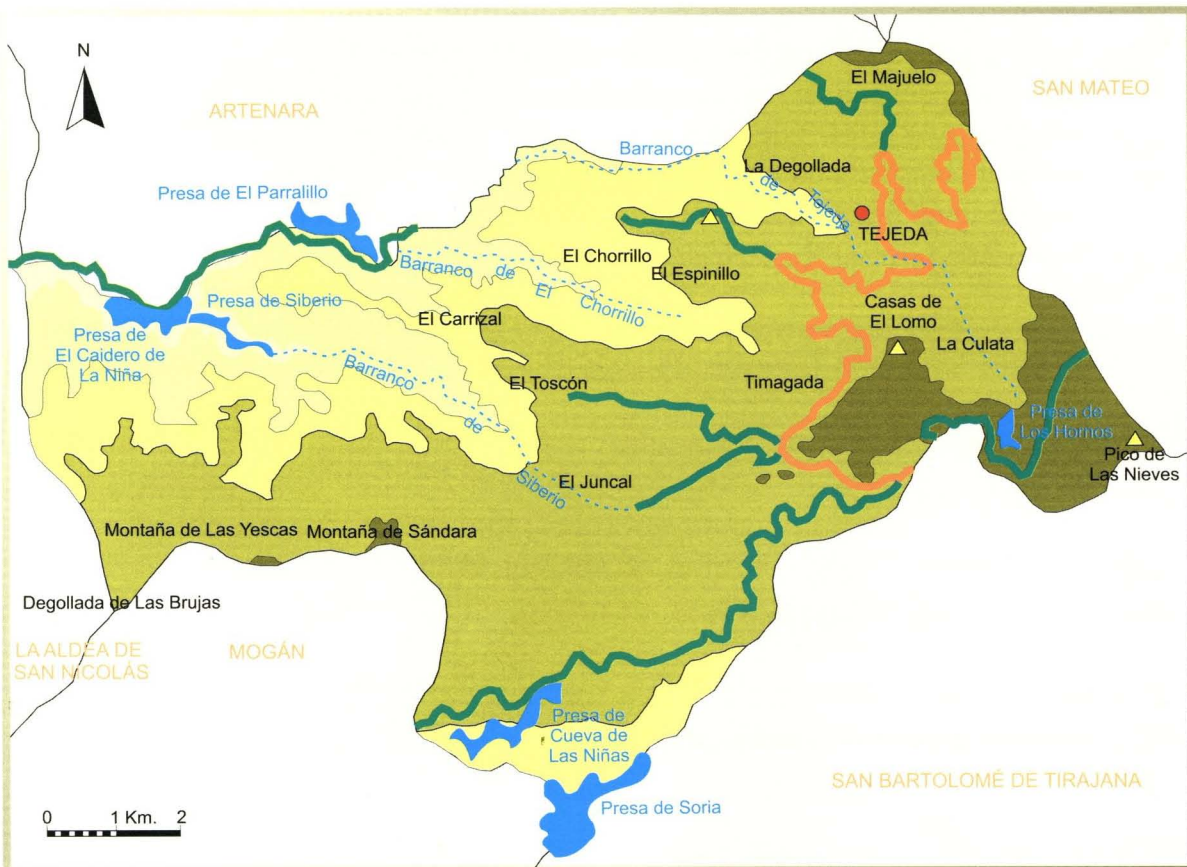 N
El Majuelo
SAN MATEO
ARTENARA
Barranco
de
Tejeda
La Degollada
Presa de El Parralillo
TEJEDA
El Chorrillo
El Espinillo
Barranco de El Chorrillo
Presa de Siberio
Casas de
El Lomo
El Carrizal
Presa de
El Caidero de
La Niña
La Culata
Barranco de Siberio
El Toscón
Timagada
Presa de
Los Hornos
Pico de
Las Nieves
El Juncal
Montaña de Las Yescas
Montaña de Sándara
Degollada de Las Brujas
LA ALDEA DE
SAN NICOLÁS
MOGÁN
Presa de
Cueva de
Las Niñas
SAN BARTOLOMÉ DE TIRAJANA
Presa de Soria
0 1 Km. 2